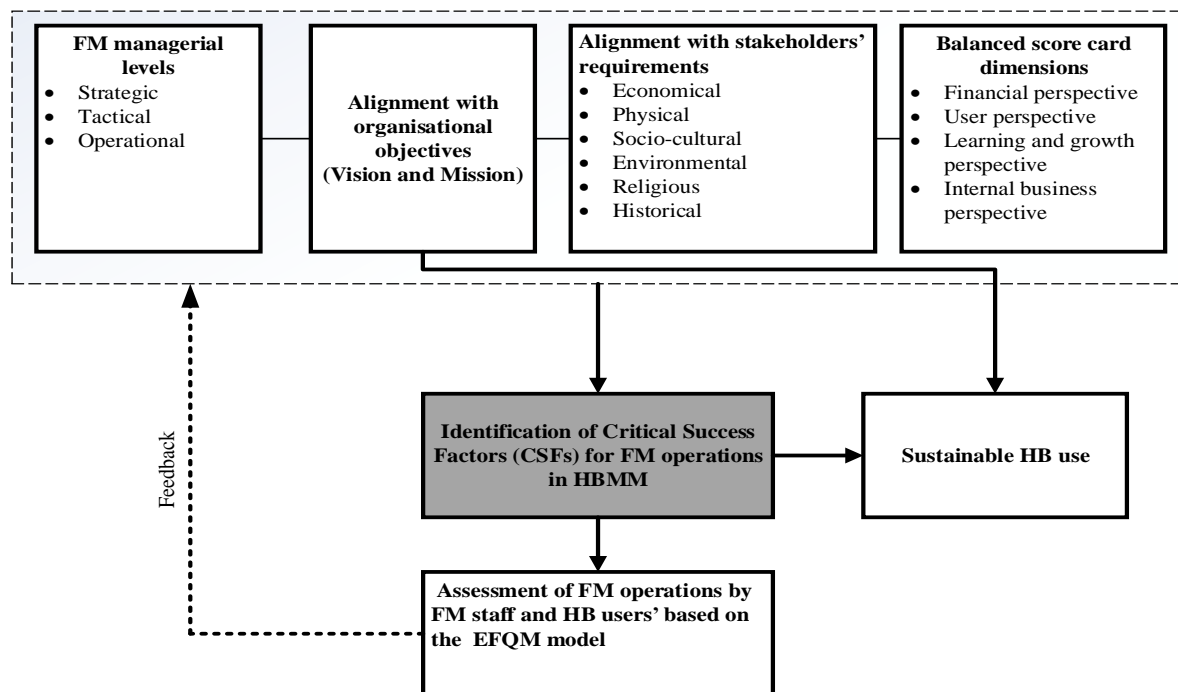 FM managerial
levels
• Strategic
• Tactical
• Operational
Alignment with
organisational
objectives
(Vision and Mission)
Alignment with stakeholders’
requirements
• Economical
• Physical
• Socio-cultural
• Environmental
• Religious
• Historical
Balanced score card
dimensions
• Financial perspective
• User perspective
• Learning and growth
perspective
• Internal business
perspective
Feedback
Identification of Critical Success
Factors (CSFs) for FM operations
in HBMM
Sustainable HB use
Assessment of FM operations by
FM staff and HB users’ based on
the EFQM model